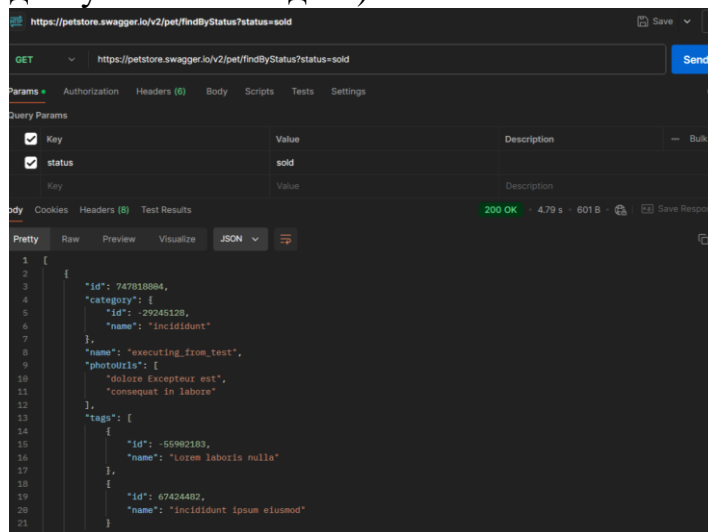 https://petstore.swagger.io/v2/pet/findByStatus?status=sold Save
GET https://petstore.swagger.io/v2/pet/findByStatus?status=sold Send
Params Authorization Headers (6) Body Scripts Tests Settings
Query Params
Key Value Description Bulk
status sold
Key Value Description
ody Cookies Headers (8) Test Results 200 OK 4.79 s 601 B Save Respor
Pretty Raw Preview Visualize JSON
1 [
2 {
3 "id": 747818804,
4 "category": {
5 "id": -29245128,
6 "name": "incididunt"
7 },
8 "name": "executing_from_test",
9 "photoUrls": [
10 "dolore Excepteur est",
11 "consequat in labore"
12 ],
13 "tags": [
14 {
15 "id": -55902183,
16 "name": "Lorem laboris nulla"
17 },
18 {
19 "id": 67424482,
20 "name": "incididunt ipsum eiusmod"
21 }